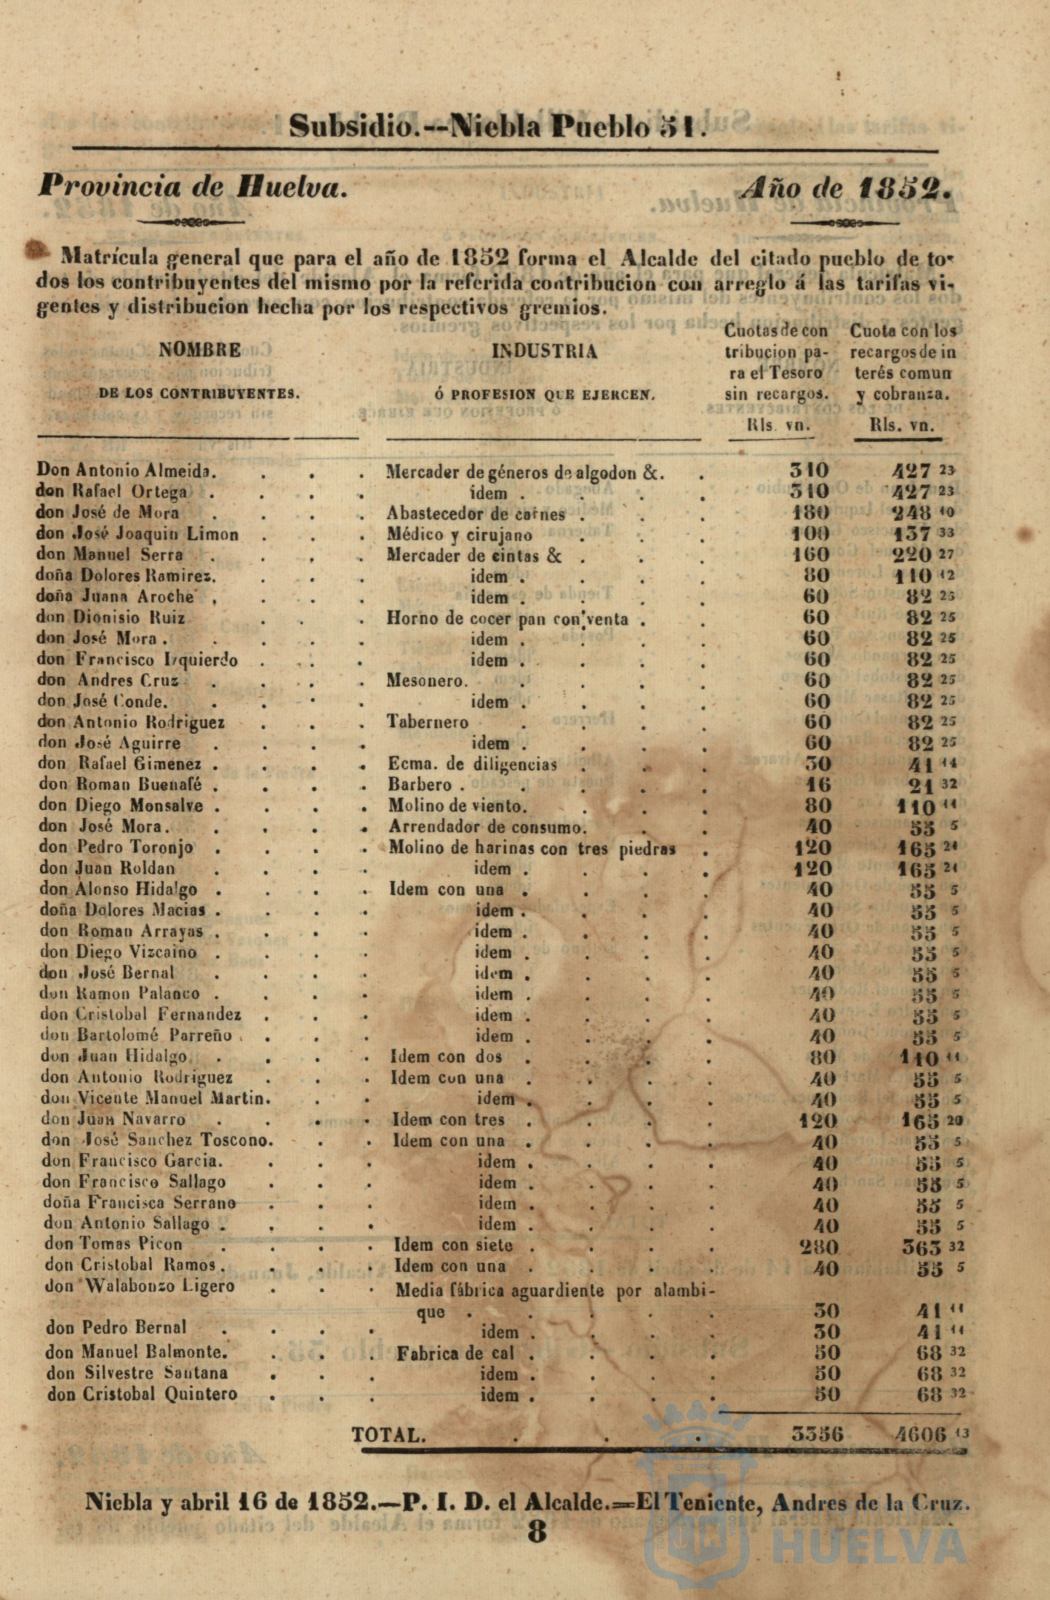 Subsidio.--Niebla Pueblo 51.
Provincia de Huelva. Año de 1852.
Matrícula general que para el año de 1852 forma el Alcalde del citado pueblo de to-
dos los contribuyentes del mismo por la referida contribucion con arreglo á las tarifas vi-
gentes y distribucion hecha por los respectivos gremios.
NOMBRE
DE LOS CONTRIBUYENTES.
INDUSTRIA
Ó PROFESION QUE EJERCEN.
Cuotas de con
tribucion pa-
ra el Tesoro
sin recargos.
Rls. vn.
Cuota con los
recargos de in
terés comun
y cobranza.
Rls. vn.
Don Antonio Almeida. . . . Mercader de géneros de algodon &. . 310 427 23
don Rafael Ortega . . . . idem . . . . 310 427 23
don José de Mora . . . . Abastecedor de carnes . . . 180 248 10
don José Joaquin Limon . . . Médico y cirujano . . . 100 137 33
don Manuel Serra . . . . Mercader de cintas & . . . 160 220 27
doña Dolores Ramirez. . . . idem . . . . 80 110 12
doña Juana Aroche . . . . idem . . . . 60 82 25
don Dionisio Ruiz . . . Horno de cocer pan con venta . . 60 82 25
don José Mora . . . . . idem . . . . 60 82 25
don Francisco Izquierdo . . . idem . . . . 60 82 25
don Andres Cruz . . . . Mesonero. . . . . 60 82 25
don José Conde. . . . . idem . . . . 60 82 25
don Antonio Rodriguez . . . Tabernero . . . . 60 82 25
don José Aguirre . . . . idem . . . . 60 82 25
don Rafael Gimenez . . . . Ecma. de diligencias . . . 30 41 14
don Roman Buenafé . . . . Barbero . . . . . 16 21 32
don Diego Monsalve . . . . Molino de viento. . . . 80 110 11
don José Mora. . . . . Arrendador de consumo. . . 40 55 5
don Pedro Toronjo . . . . Molino de harinas con tres piedras . 120 165 21
don Juan Roldan . . . . idem . . . . 120 165 21
don Alonso Hidalgo . . . . Idem con una . . . . 40 55 5
doña Dolores Macias . . . . idem . . . . 40 55 5
don Roman Arrayas . . . . idem . . . . 40 55 5
don Diego Vizcaino . . . . idem . . . . 40 55 5
don José Bernal . . . . idem . . . . 40 55 5
don Ramon Palanco . . . . idem . . . . 40 55 5
don Cristobal Fernandez . . . idem . . . . 40 55 5
don Bartolomé Parreño . . . . idem . . . . 40 55 5
don Juan Hidalgo . . . . Idem con dos . . . . 80 110 11
don Antonio Rodriguez . . . Idem con una . . . . 40 55 5
don Vicente Manuel Martin. . . idem . . . . 40 55 5
don Juan Navarro . . . . Idem con tres . . . . 120 165 20
don José Sanchez Toscono. . . Idem con una . . . . 40 55 5
don Francisco Garcia. . . . idem . . . . 40 55 5
don Francisco Sallago . . . idem . . . . 40 55 5
doña Francisca Serrano . . . idem . . . . 40 55 5
don Antonio Sallago . . . . idem . . . . 40 55 5
don Tomas Picon . . . . Idem con siete . . . . 280 363 32
don Cristobal Ramos . . . . Idem con una . . . . 40 55 5
don Walabonzo Ligero . . . Media fábrica aguardiente por alambi-
que . . . . . 30 41 11
don Pedro Bernal . . . . idem . . . . 30 41 11
don Manuel Balmonte. . . . Fabrica de cal . . . . 50 68 32
don Silvestre Santana . . . idem . . . . 50 68 32
don Cristobal Quintero . . . idem . . . . 50 68 32
TOTAL. . . . 3356 4606 13
Niebla y abril 16 de 1852.—P. I. D. el Alcalde.=El Teniente, Andres de la Cruz.
8
HUELVA